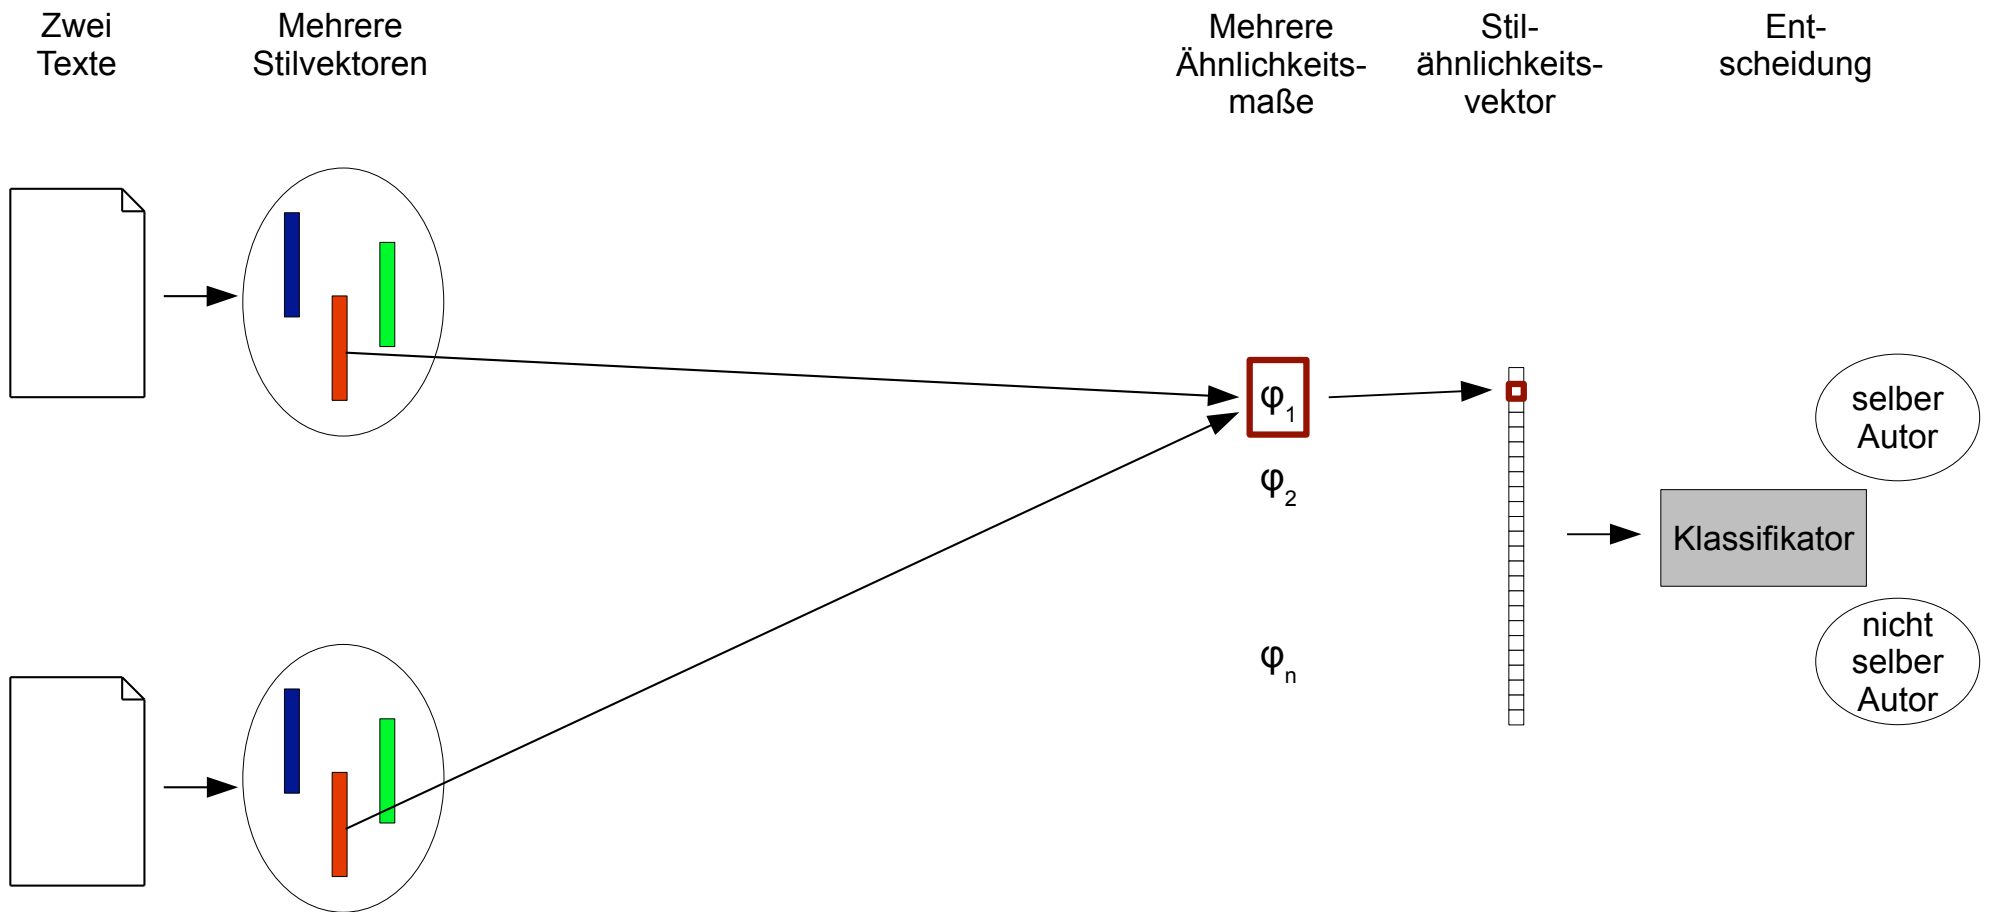 Zwei
Texte
Mehrere
Stilvektoren
Mehrere
Ähnlichkeits-
maße
Stil-
ähnlichkeits-
vektor
Ent-
scheidung
φ1
φ2
φn
selber
Autor
Klassifikator
nicht
selber
Autor